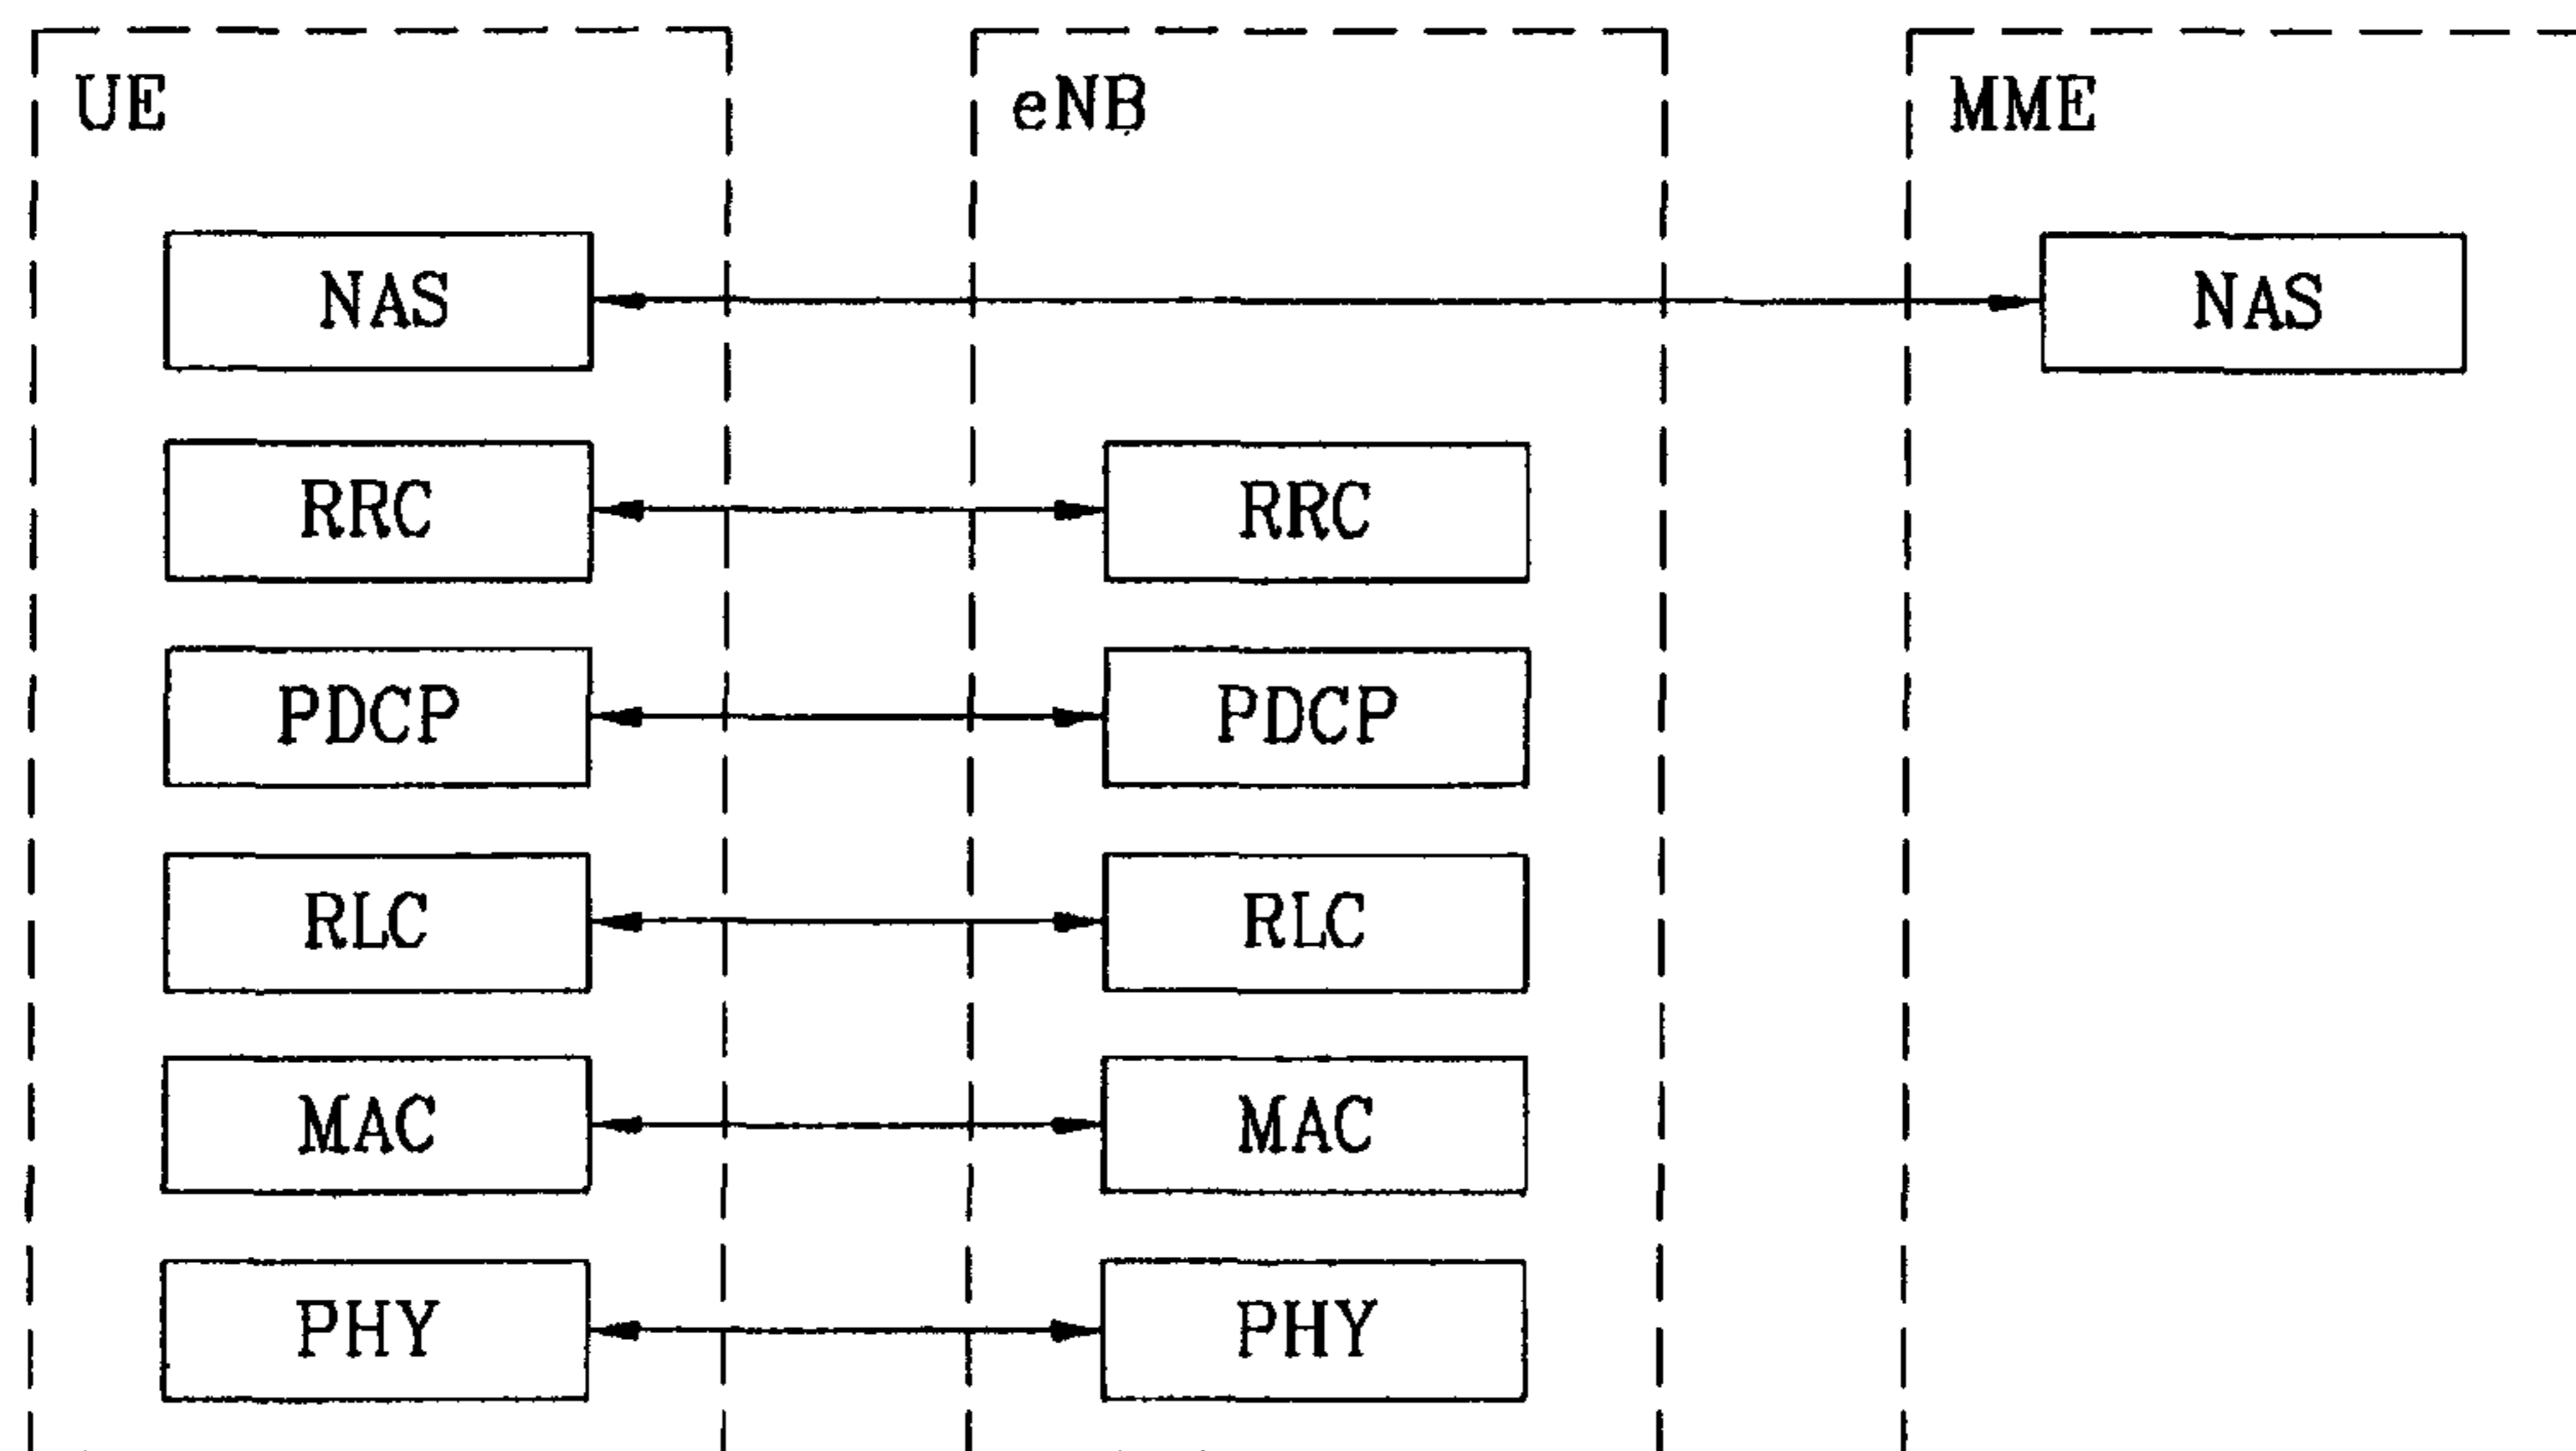 UE eNB MME
NAS NAS
RRC RRC
PDCP PDCP
RLC RLC
MAC MAC
PHY PHY